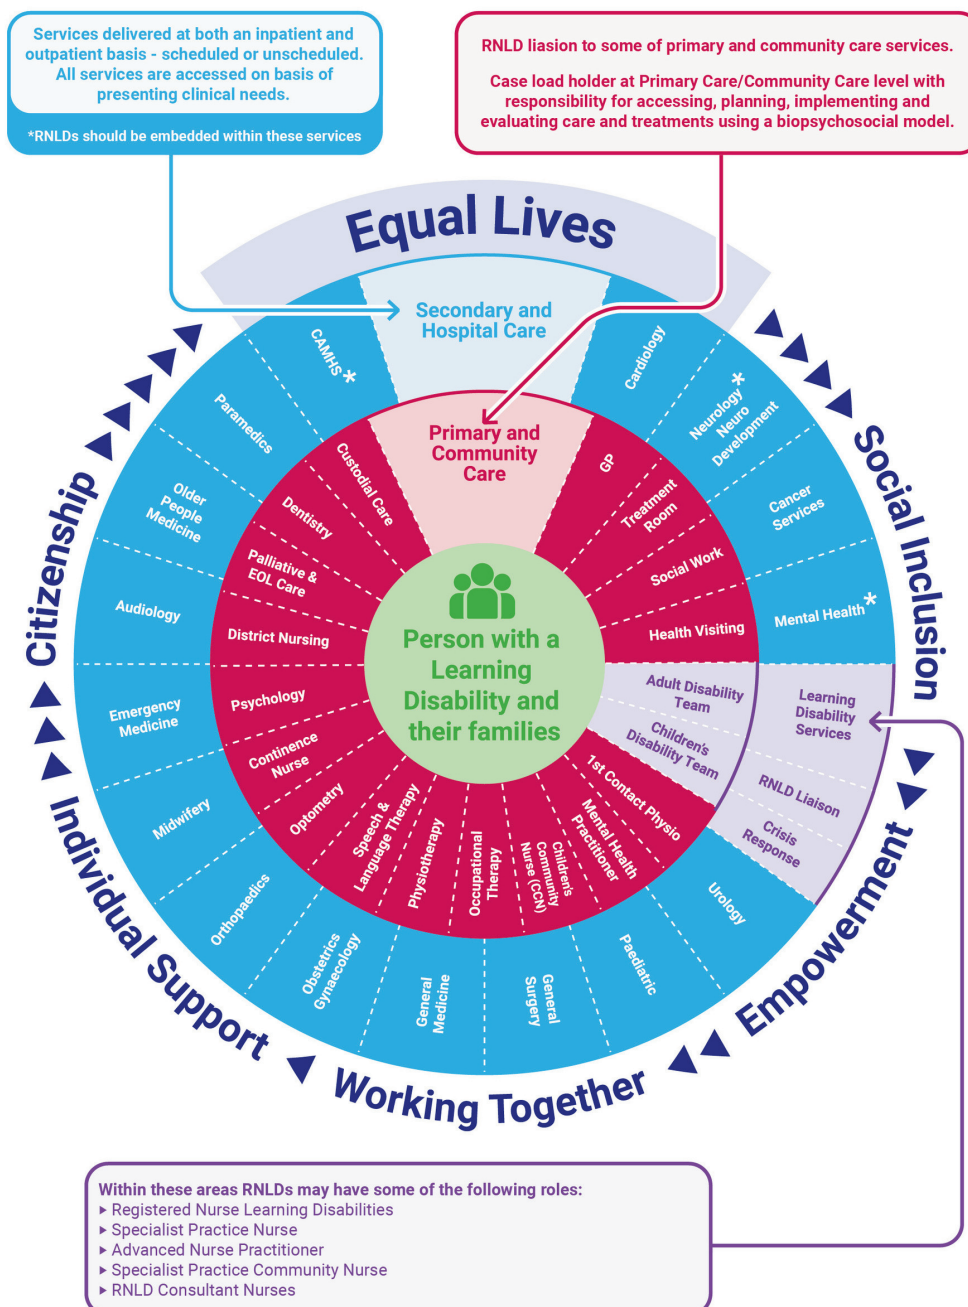 Services delivered at both an inpatient and
outpatient basis - scheduled or unscheduled.
All services are accessed on basis of
presenting clinical needs.
*RNLDs should be embedded within these services
RNLD liasion to some of primary and community care services.
Case load holder at Primary Care/Community Care level with
responsibility for accessing, planning, implementing and
evaluating care and treatments using a biopsychosocial model.
Equal Lives
Social Inclusion
Empowerment
Working Together
Individual Support
Citizenship
Secondary and
Hospital Care
Cardiology
Neurology*
Neuro
Development
Cancer
Services
Mental Health*
Learning
Disability
Services
RNLD Liaison
Crisis
Response
Urology
Paediatric
General
Surgery
General
Medicine
Obstetrics
Gynaecology
Orthopaedics
Midwifery
Emergency
Medicine
Audiology
Older
People
Medicine
Paramedics
CAMHS*
Primary and
Community
Care
GP
Treatment
Room
Social Work
Health Visiting
Adult Disability
Team
Children's
Disability Team
1st Contact Physio
Mental Health
Practitioner
Children's
Community
Nurse (CCN)
Occupational
Therapy
Physiotherapy
Speech &
Language Therapy
Optometry
Continence
Nurse
Psychology
District Nursing
Palliative &
EOL Care
Dentistry
Custodial Care
Person with a
Learning
Disability and
their families
Within these areas RNLDs may have some of the following roles:
▶ Registered Nurse Learning Disabilities
▶ Specialist Practice Nurse
▶ Advanced Nurse Practitioner
▶ Specialist Practice Community Nurse
▶ RNLD Consultant Nurses